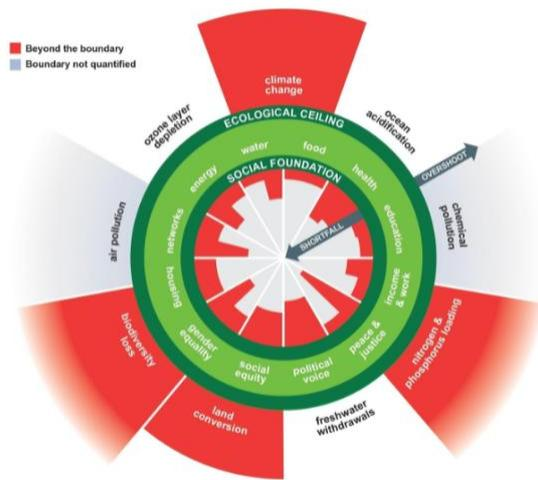 Beyond the boundary
Boundary not quantified
climate
change
ozone layer
depletion
ocean
acidification
ECOLOGICAL CEILING
water
food
energy
health
SOCIAL FOUNDATION
OVERSHOOT
SHORTFALL
networks
education
air pollution
chemical
pollution
housing
income
& work
gender
equality
peace &
justice
social
equity
political
voice
biodiversity
loss
nitrogen &
phosphorus loading
land
conversion
freshwater
withdrawals